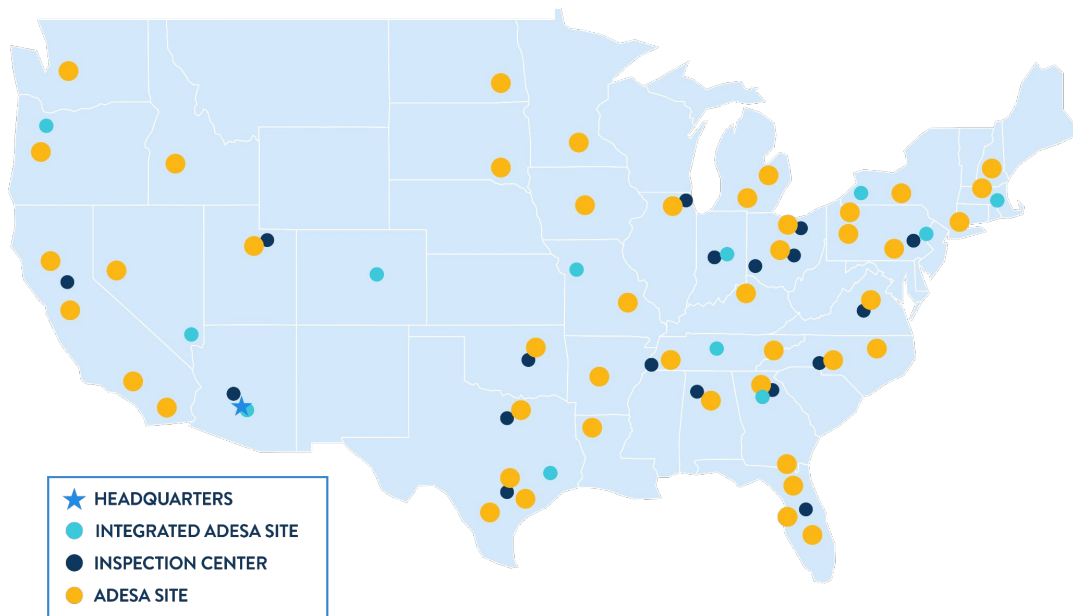 HEADQUARTERS
INTEGRATED ADESA SITE
INSPECTION CENTER
ADESA SITE